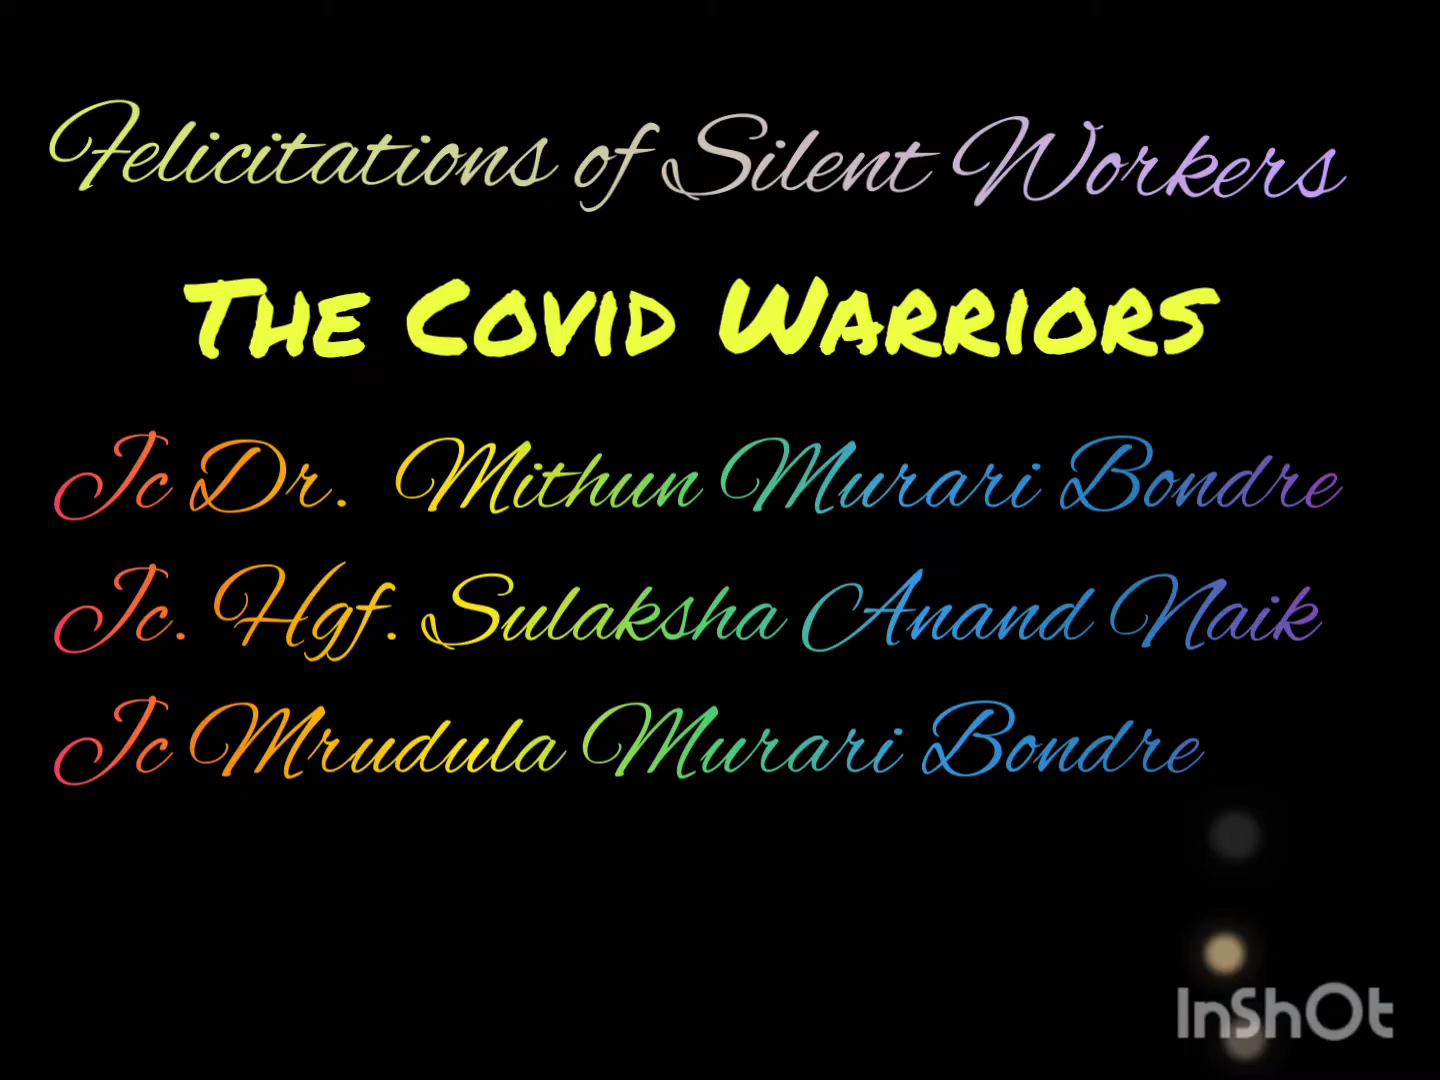 Felicitations of Silent Workers
The Covid Warriors
Jc Dr. Mithun Murari Bondre
Jc. Hgf. Sulaksha Anand Naik
Jc Mrudula Murari Bondre
InShOt